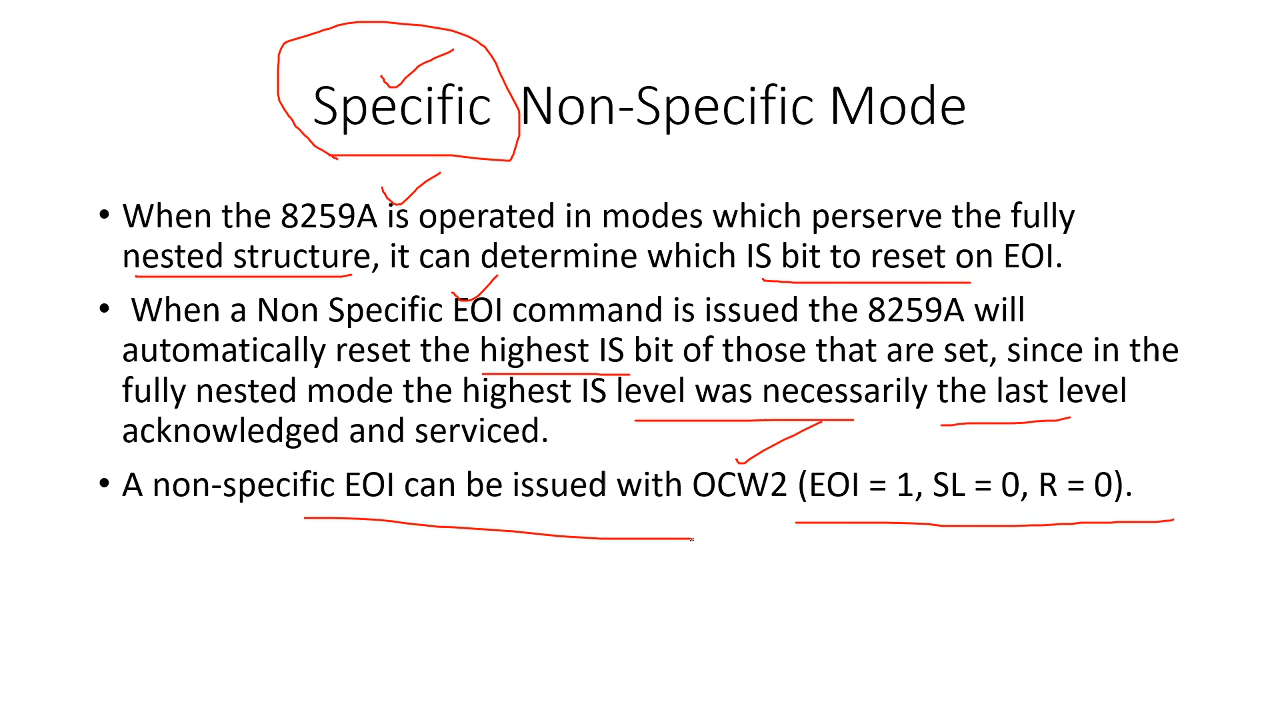 Specific Non-Specific Mode
• When the 8259A is operated in modes which perserve the fully
nested structure, it can determine which IS bit to reset on EOI.
• When a Non Specific EOI command is issued the 8259A will
automatically reset the highest IS bit of those that are set, since in the
fully nested mode the highest IS level was necessarily the last level
acknowledged and serviced.
• A non-specific EOI can be issued with OCW2 (EOI = 1, SL = 0, R = 0).